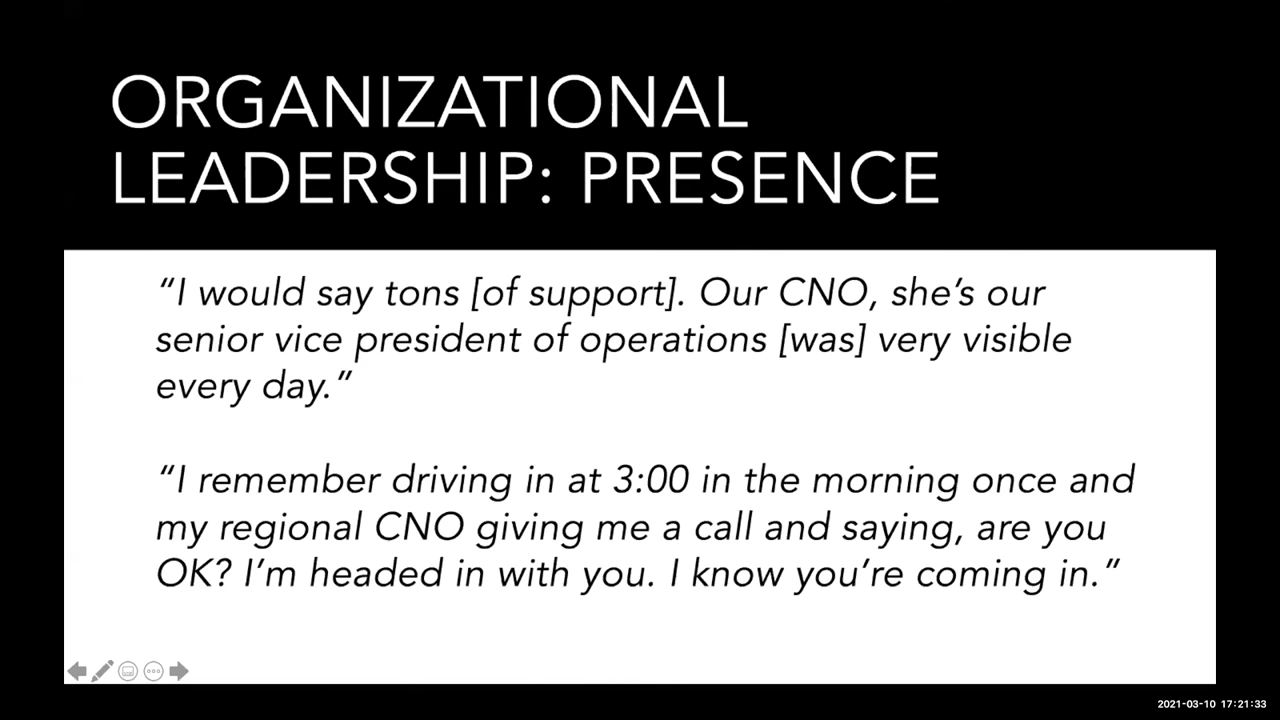 ORGANIZATIONAL
LEADERSHIP: PRESENCE
“I would say tons [of support]. Our CNO, she’s our
senior vice president of operations [was] very visible
every day.”
“I remember driving in at 3:00 in the morning once and
my regional CNO giving me a call and saying, are you
OK? I’m headed in with you. I know you’re coming in.”
2021-03-10 17:21:33